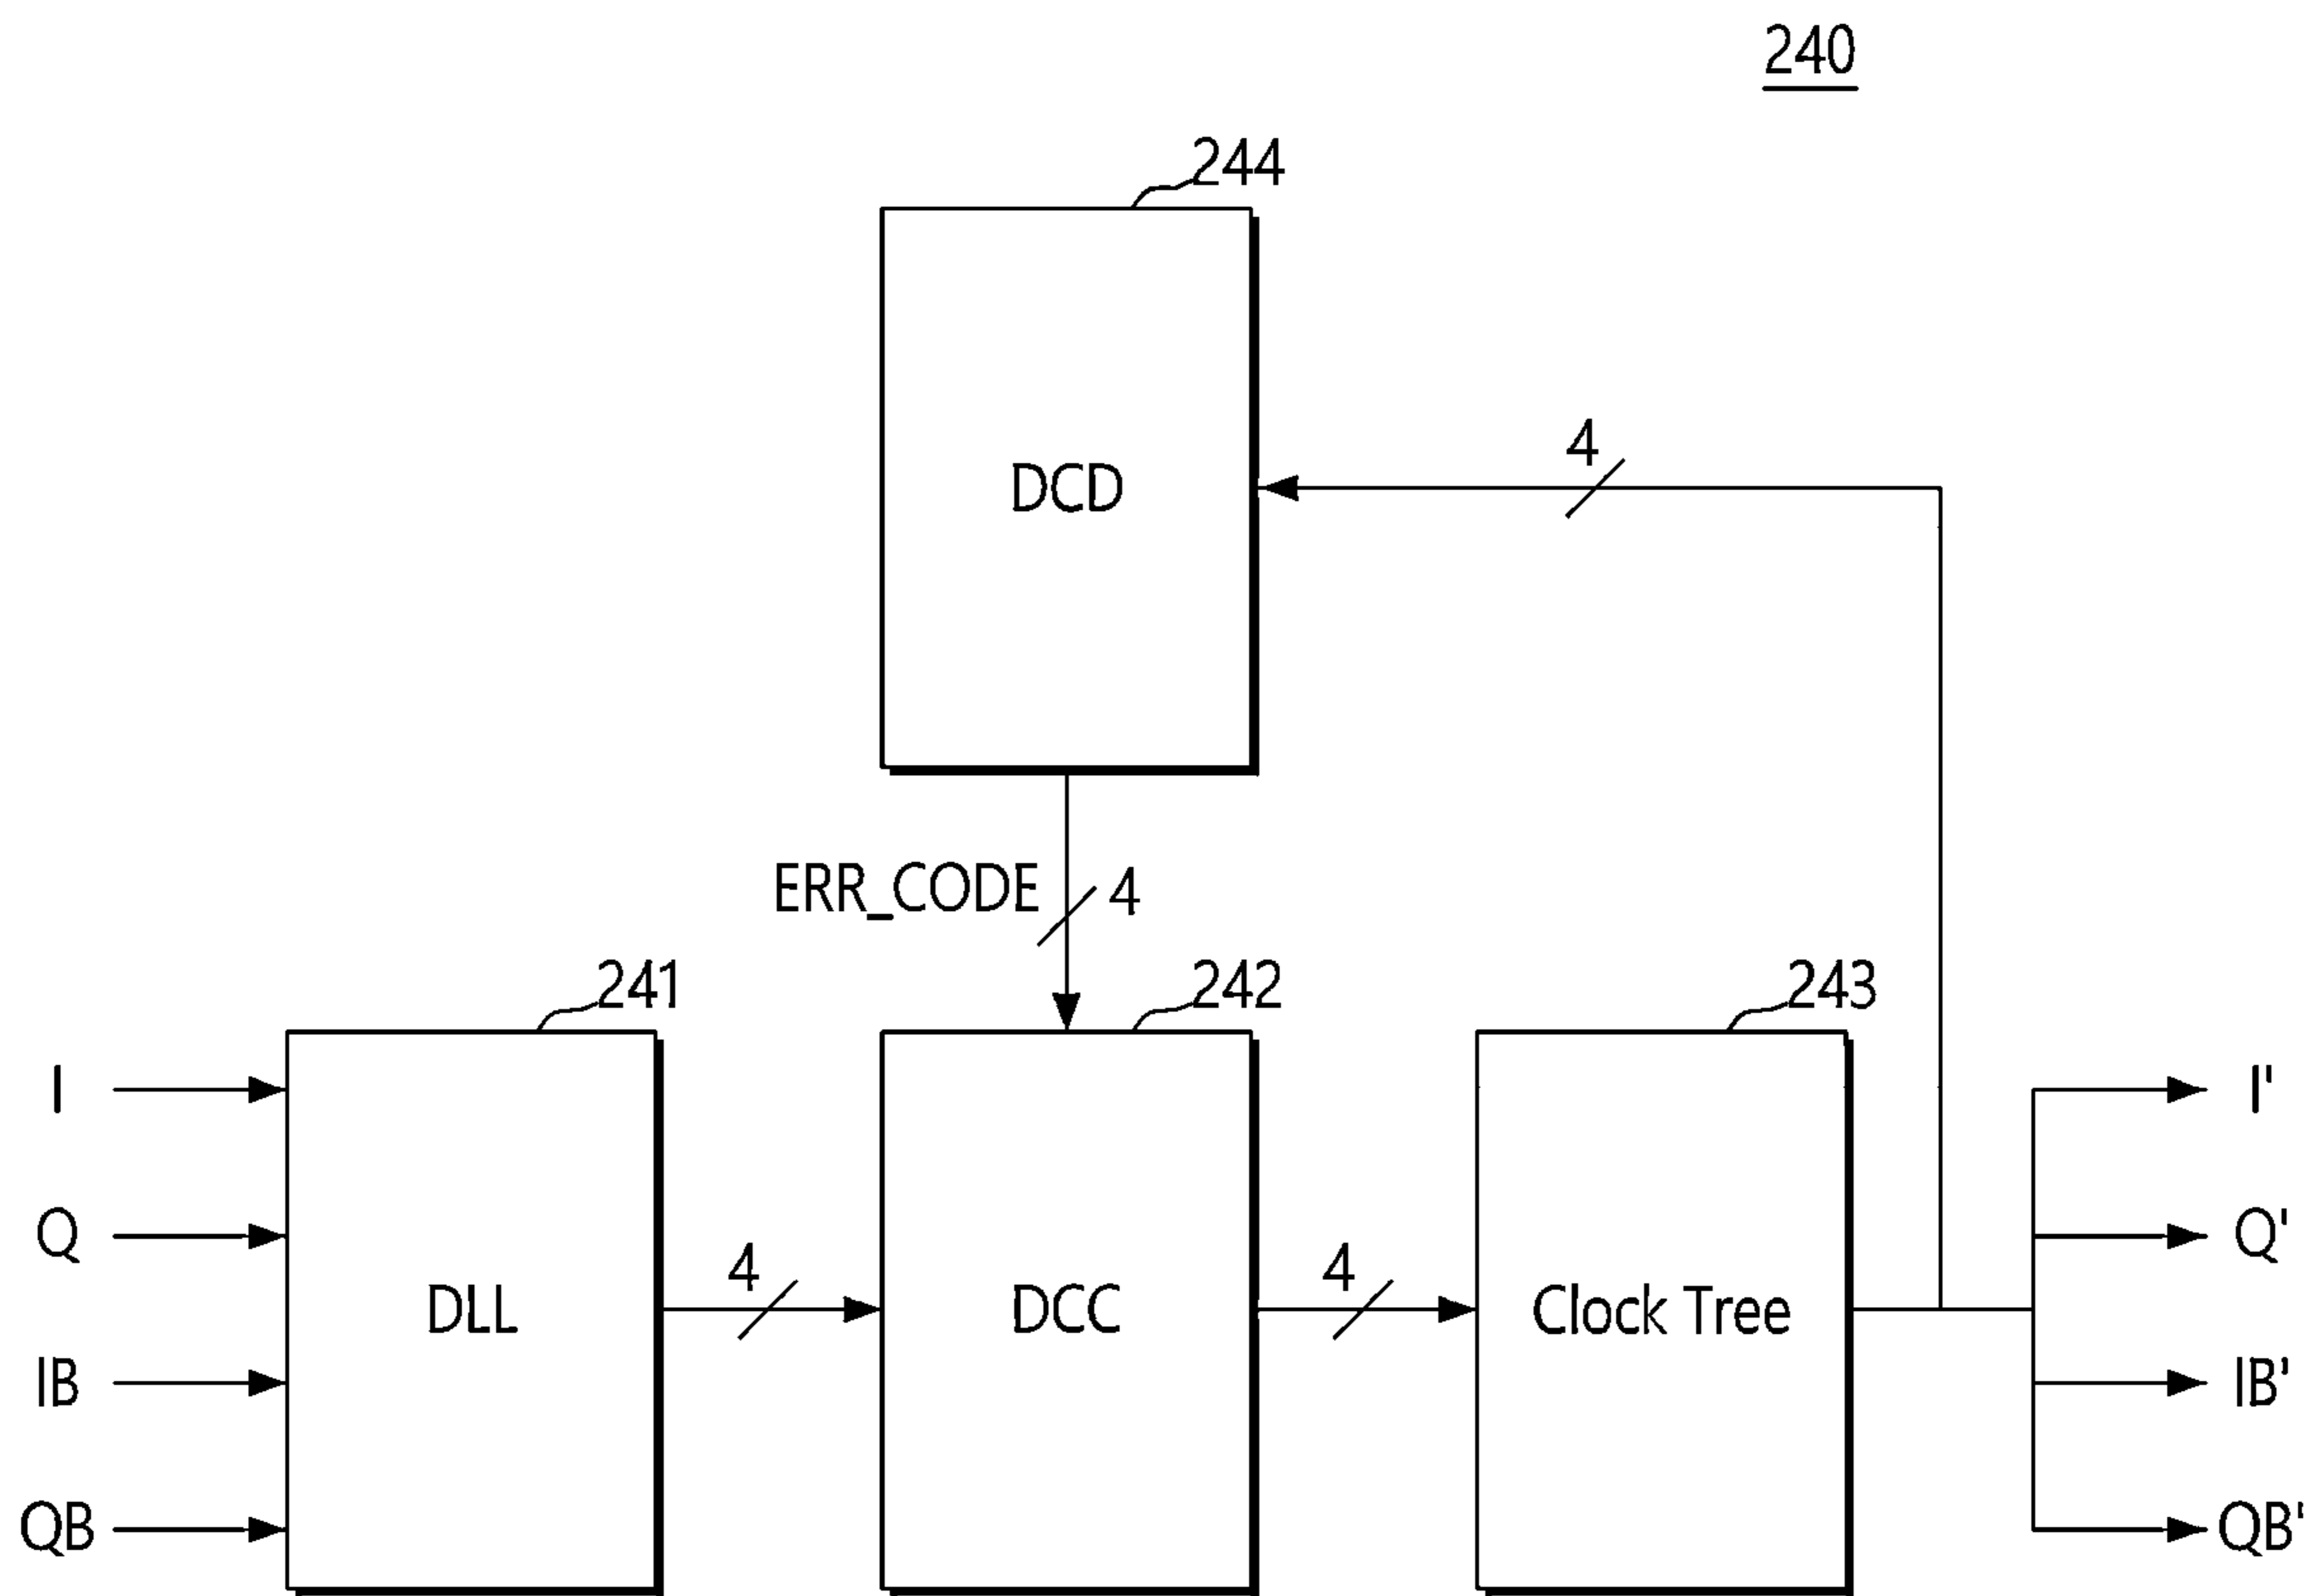 240
244
DCD
4
ERR_CODE
4
241
242
243
I
Q
IB
QB
DLL
4
DCC
4
Clock Tree
I'
Q'
IB'
QB'